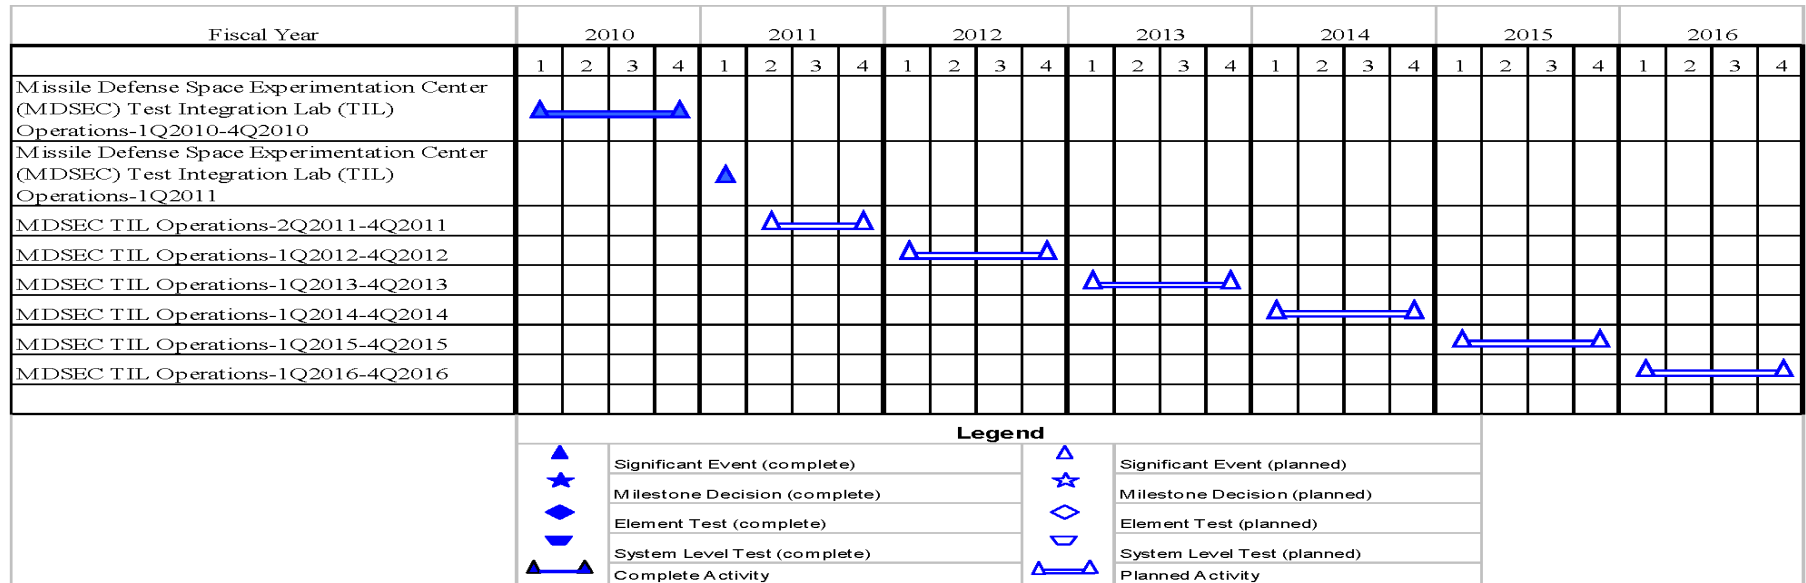 Fiscal Year 2010 2011 2012 2013 2014 2015 2016
1 2 3 4 1 2 3 4 1 2 3 4 1 2 3 4 1 2 3 4 1 2 3 4 1 2 3 4
Missile Defense Space Experimentation Center
(MDSEC) Test Integration Lab (TIL)
Operations-1Q2010-4Q2010
Missile Defense Space Experimentation Center
(MDSEC) Test Integration Lab (TIL)
Operations-1Q2011
MDSEC TIL Operations-2Q2011-4Q2011
MDSEC TIL Operations-1Q2012-4Q2012
MDSEC TIL Operations-1Q2013-4Q2013
MDSEC TIL Operations-1Q2014-4Q2014
MDSEC TIL Operations-1Q2015-4Q2015
MDSEC TIL Operations-1Q2016-4Q2016
Legend
Significant Event (complete) Significant Event (planned)
Milestone Decision (complete) Milestone Decision (planned)
Element Test (complete) Element Test (planned)
System Level Test (complete) System Level Test (planned)
Complete Activity Planned Activity